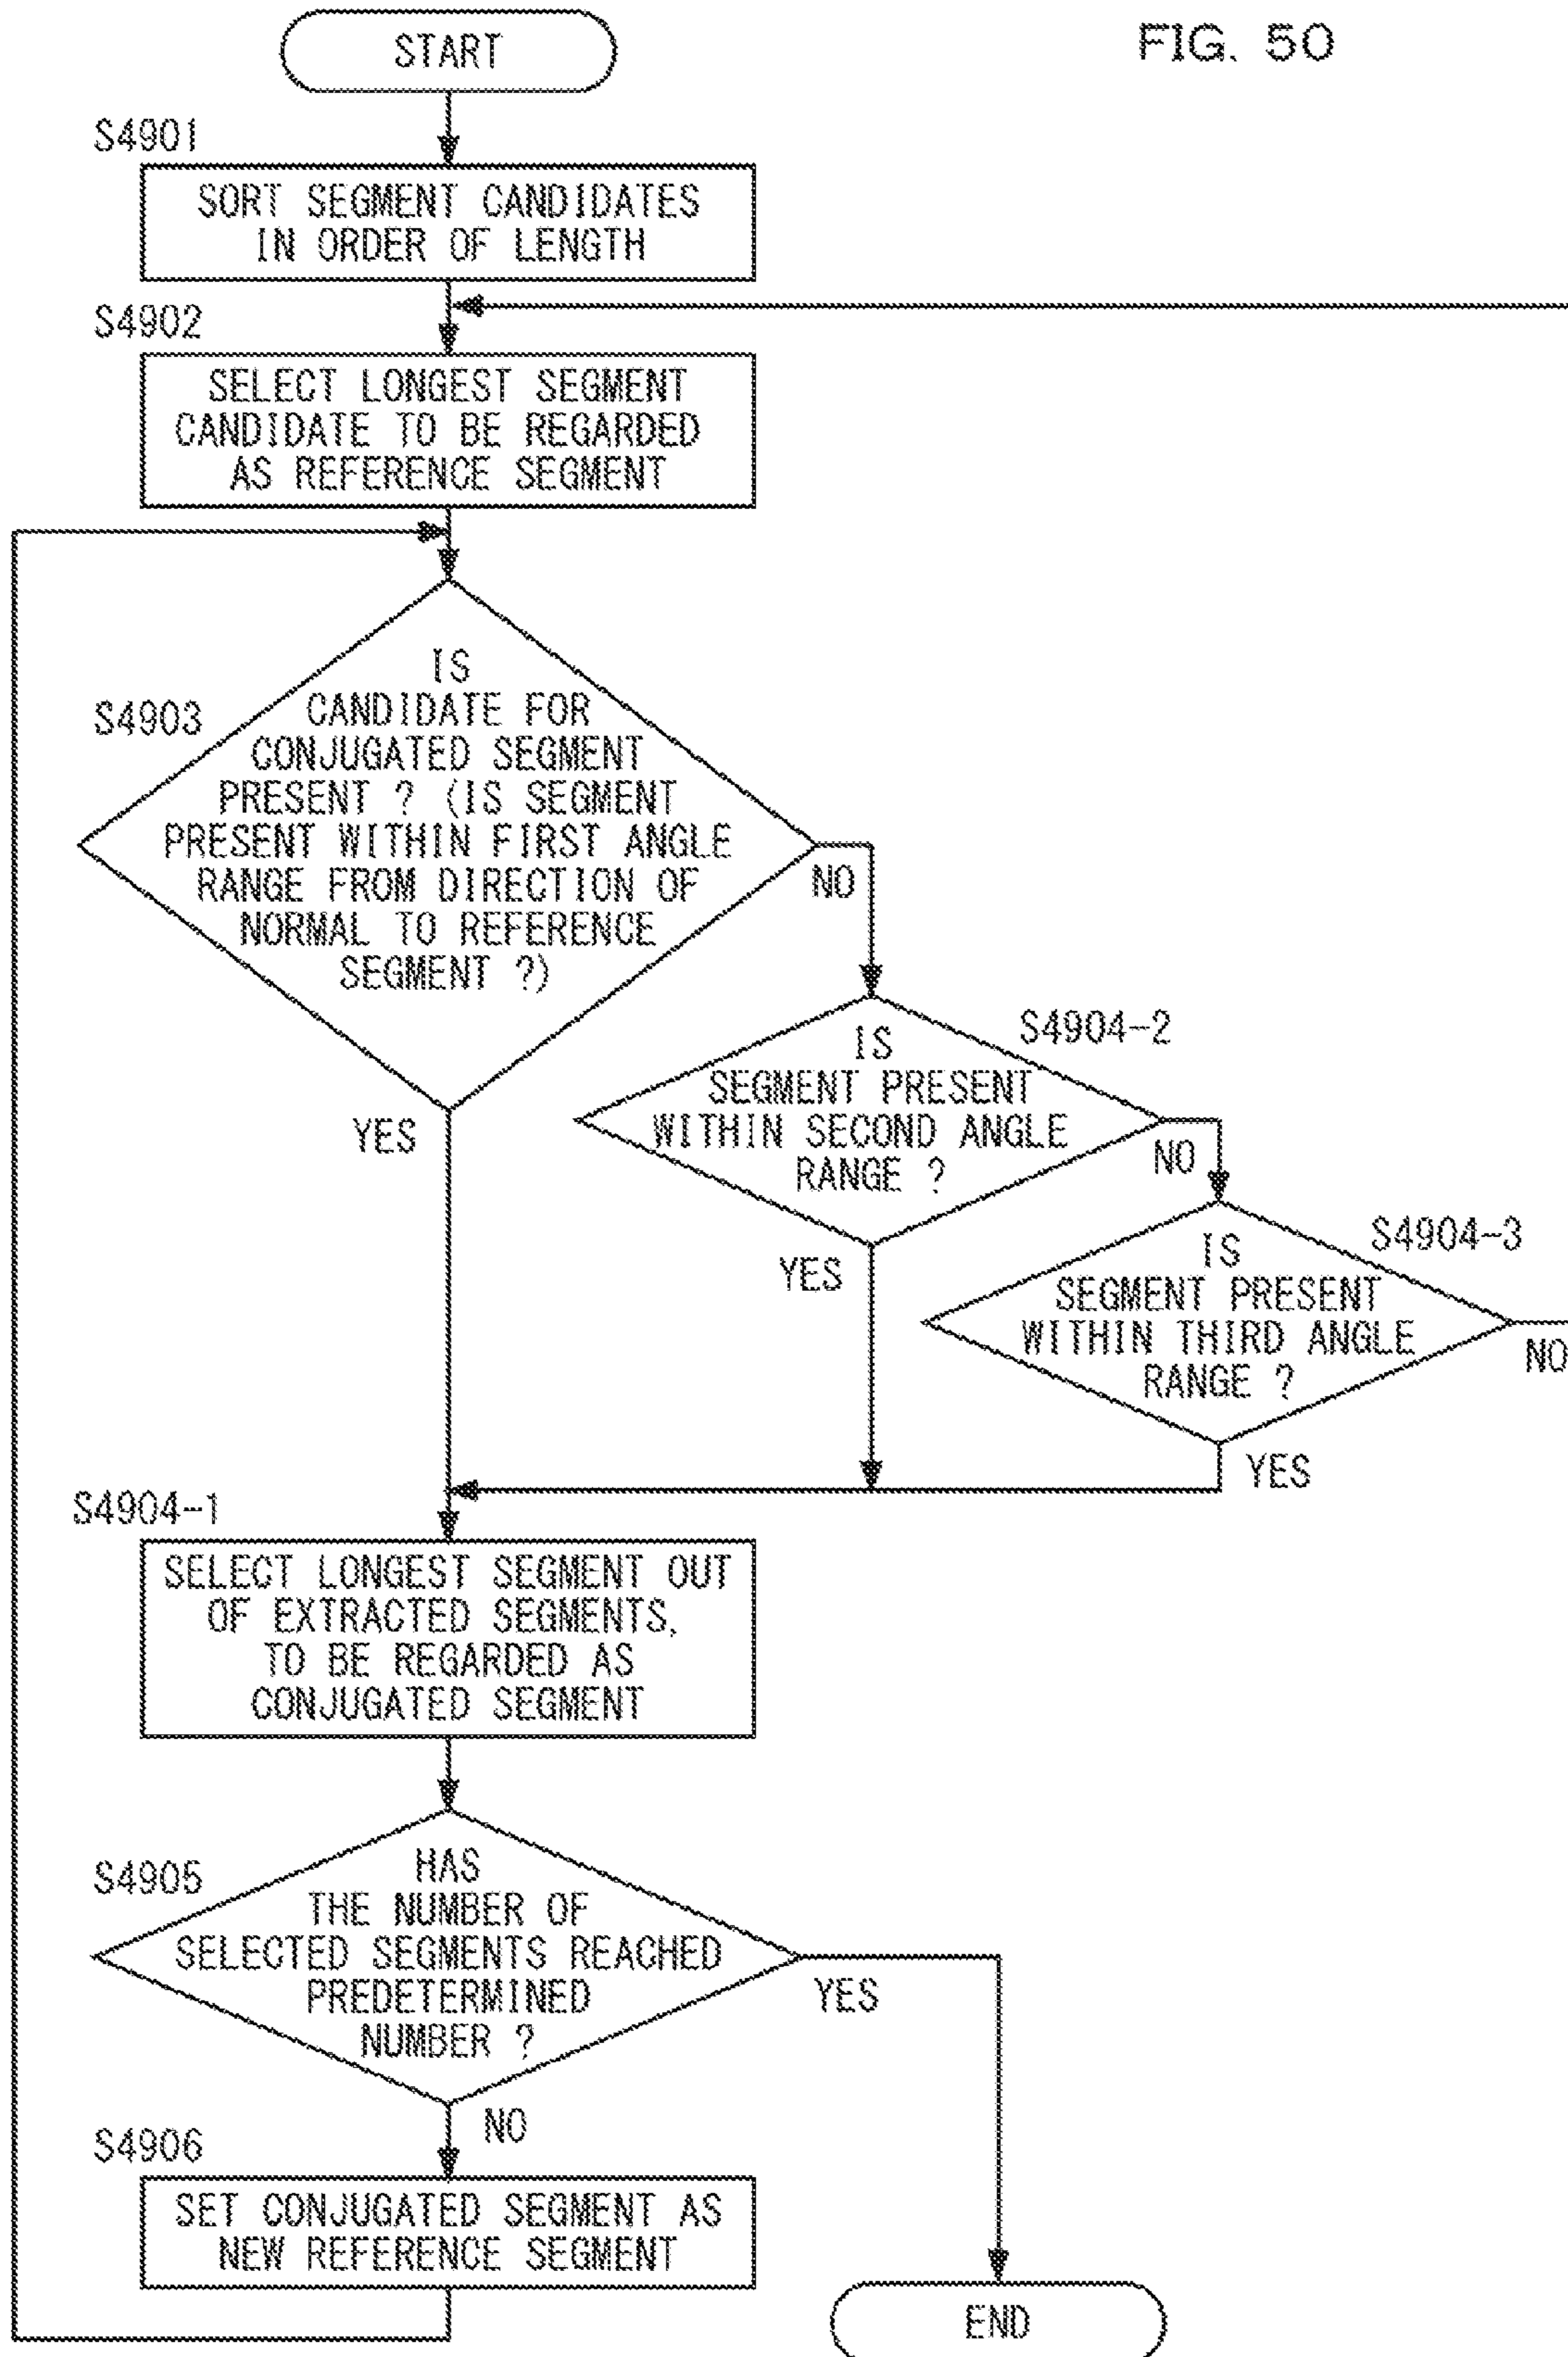 FIG. 50
START
S4901
SORT SEGMENT CANDIDATES
IN ORDER OF LENGTH
S4902
SELECT LONGEST SEGMENT
CANDIDATE TO BE REGARDED
AS REFERENCE SEGMENT
S4903
IS
CANDIDATE FOR
CONJUGATED SEGMENT
PRESENT ? (IS SEGMENT
PRESENT WITHIN FIRST ANGLE
RANGE FROM DIRECTION OF
NORMAL TO REFERENCE
SEGMENT ?)
NO
YES
S4904-2
IS
SEGMENT PRESENT
WITHIN SECOND ANGLE
RANGE ?
NO
YES
S4904-3
IS
SEGMENT PRESENT
WITHIN THIRD ANGLE
RANGE ?
NO
YES
S4904-1
SELECT LONGEST SEGMENT OUT
OF EXTRACTED SEGMENTS,
TO BE REGARDED AS
CONJUGATED SEGMENT
S4905
HAS
THE NUMBER OF
SELECTED SEGMENTS REACHED
PREDETERMINED
NUMBER ?
YES
NO
S4906
SET CONJUGATED SEGMENT AS
NEW REFERENCE SEGMENT
END